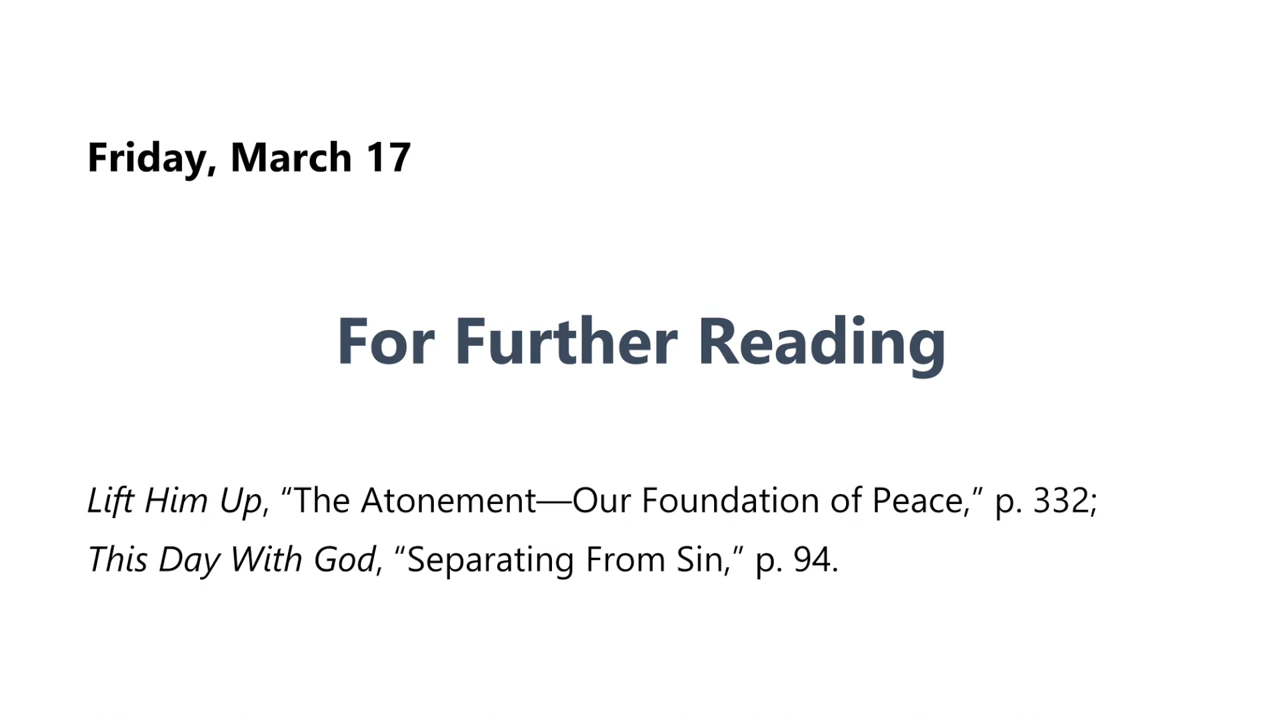 Friday, March 17
For Further Reading
Lift Him Up, “The Atonement—Our Foundation of Peace,” p. 332;
This Day With God, “Separating From Sin,” p. 94.